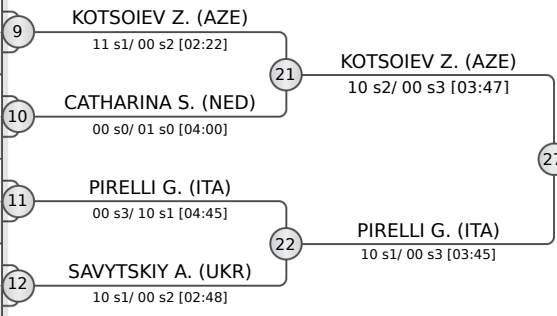 9
KOTSOIEV Z. (AZE)
11 s1/ 00 s2 [02:22]
21
KOTSOIEV Z. (AZE)
10 s2/ 00 s3 [03:47]
10
CATHARINA S. (NED)
00 s0/ 01 s0 [04:00]
27
11
PIRELLI G. (ITA)
00 s3/ 10 s1 [04:45]
22
PIRELLI G. (ITA)
10 s1/ 00 s3 [03:45]
12
SAVYTSKIY A. (UKR)
10 s1/ 00 s2 [02:48]